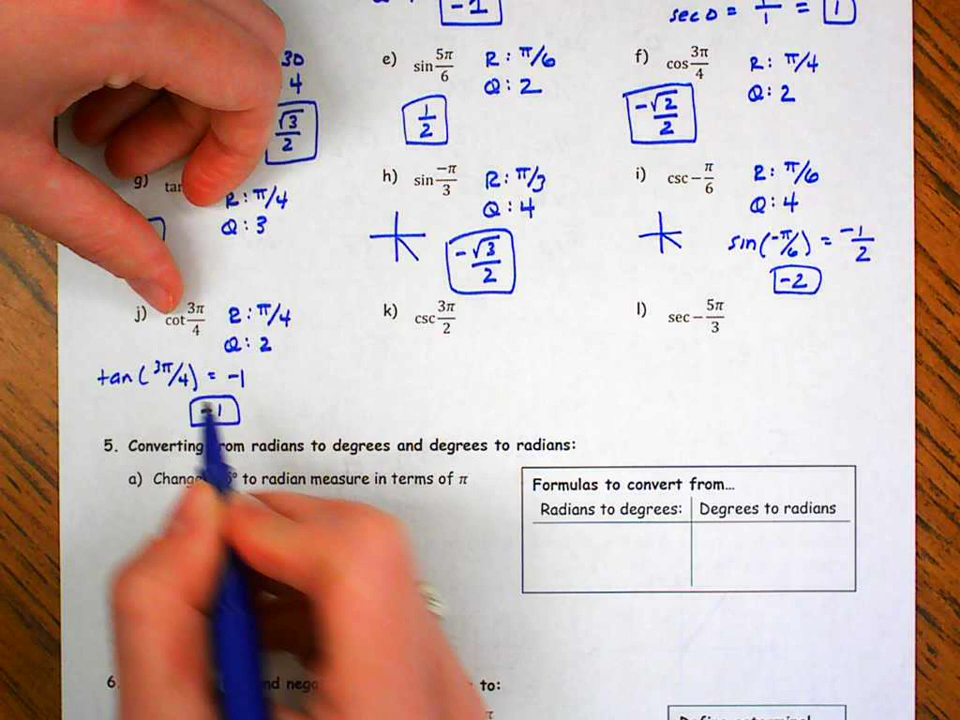 -1
sec 0 = 1/1 = 1
30
4
√3/2
e) sin 5π/6 R: π/6
Q: 2
1/2
f) cos 3π/4 R: π/4
Q: 2
-√2/2
g) R: π/4
Q: 3
h) sin -π/3 R: π/3
Q: 4
-√3/2
i) csc - π/6 R: π/6
Q: 4
sin(-π/6) = -1/2
-2
j) cot 3π/4 R: π/4
Q: 2
tan(3π/4) = -1
-1
k) csc 3π/2
l) sec - 5π/3
5. Converting from radians to degrees and degrees to radians:
a) Change to radian measure in terms of π
Formulas to convert from...
Radians to degrees: Degrees to radians
6.
to:
π